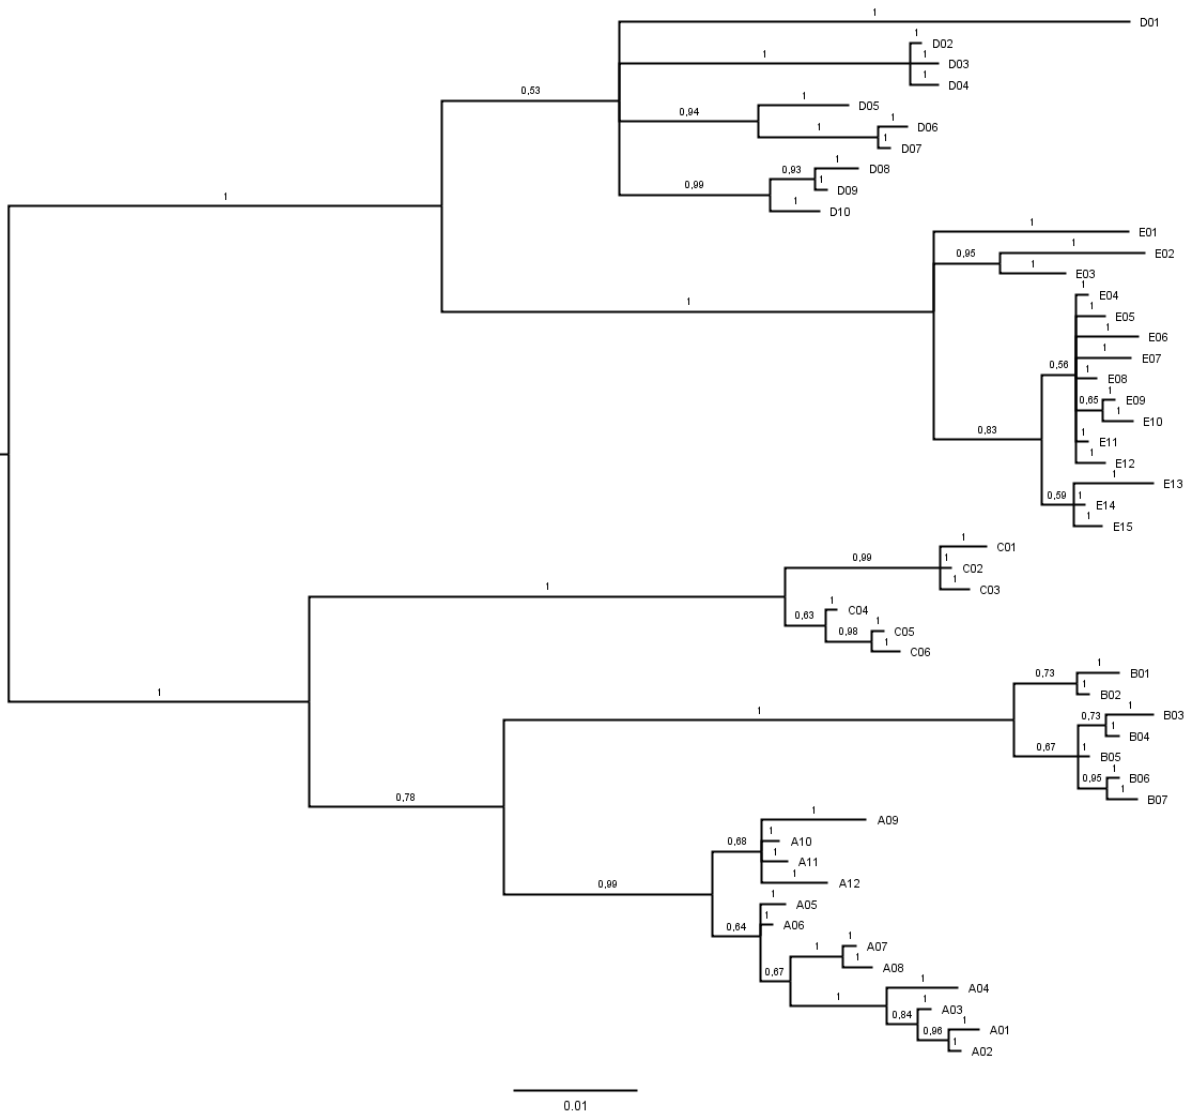 1
D01
1
D02
1
1
D03
1
D04
0,53
1
D05
0,94
1
D06
1
1
D07
1
0,93
D08
1
0,99
D09
1
D10
1
1
E01
1
0,95
E02
1
E03
1
E04
1
E05
1
1
E06
1
E07
0,56
1
E08
1
0,65
E09
1
E10
0,83
1
E11
1
E12
1
E13
0,59
1
E14
1
E15
1
C01
0,99
1
C02
1
C03
1
1
C04
0,63
1
0,98
C05
1
C06
1
0,73
B01
1
B02
1
1
0,73
B03
1
B04
0,67
1
B05
1
0,95
B06
1
B07
0,78
1
A09
1
0,68
A10
1
A11
1
A12
0,99
1
A05
1
0,64
A06
1
1
A07
1
0,67
A08
1
1
A04
1
0,84
A03
1
0,96
A01
1
A02
0.01